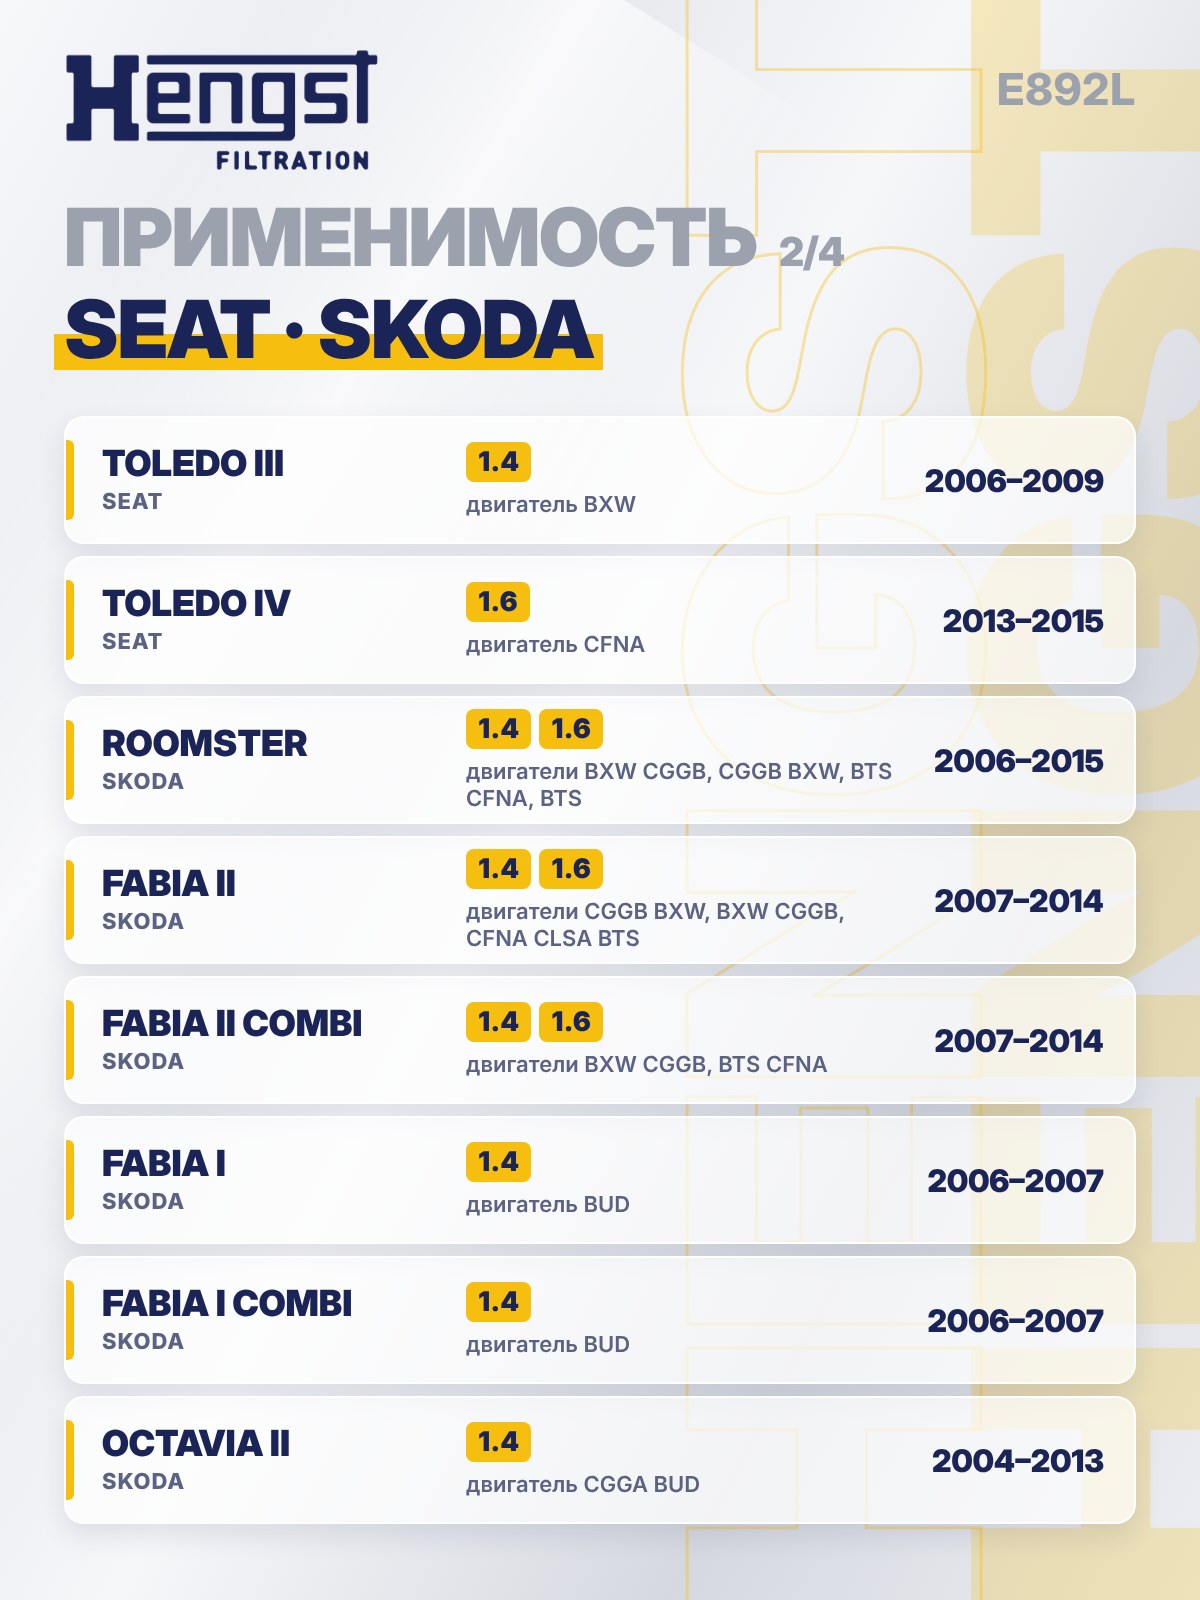 Hengst
FILTRATION
E892L
ПРИМЕНИМОСТЬ 2/4
SEAT · SKODA
TOLEDO III
SEAT
1.4
двигатель BXW
2006–2009
TOLEDO IV
SEAT
1.6
двигатель CFNA
2013–2015
ROOMSTER
SKODA
1.4 1.6
двигатели BXW CGGB, CGGB BXW, BTS
CFNA, BTS
2006–2015
FABIA II
SKODA
1.4 1.6
двигатели CGGB BXW, BXW CGGB,
CFNA CLSA BTS
2007–2014
FABIA II COMBI
SKODA
1.4 1.6
двигатели BXW CGGB, BTS CFNA
2007–2014
FABIA I
SKODA
1.4
двигатель BUD
2006–2007
FABIA I COMBI
SKODA
1.4
двигатель BUD
2006–2007
OCTAVIA II
SKODA
1.4
двигатель CGGA BUD
2004–2013
HENGST
HENGST